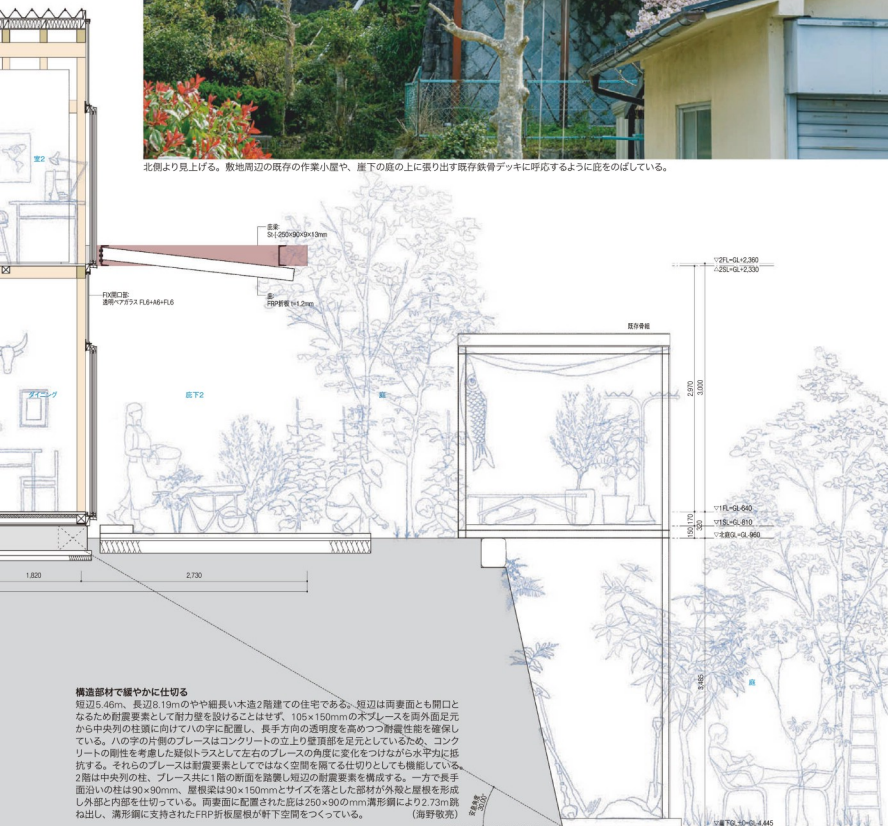 室2
北側より見上げる。敷地周辺の既存の作業小屋や、崖下の庭の上に張り出す既存鉄骨デッキに呼応するように庇をのばしている。
庇梁:
St-[-250×90×9×13mm
▽2FL=GL+2,360
△2SL=GL+2,330
FIX開口部:
透明ペアガラス FL6+A6+FL6
庇:
FRP折板 t=1.2mm
既存骨組
ダイニング
庇下2
庭
2,970
3,000
▽1FL=GL-640
▽1SL=GL-810
▽北庭GL=GL-960
150
170
320
1,820
2,730
3,485
庭
構造部材で緩やかに仕切る
短辺5.46m、長辺8.19mのやや細長い木造2階建ての住宅である。短辺は両妻面とも開口と
なるため耐震要素として耐力壁を設けることはせず、105×150mmの木ブレースを両外面足元
から中央列の柱頭に向けてハの字に配置し、長手方向の透明度を高めつつ耐震性能を確保し
ている。ハの字の片側のブレースはコンクリートの立上り壁頂部を足元としているため、コンク
リートの剛性を考慮した疑似トラスとして左右のブレースの角度に変化をつけながら水平力に抵
抗する。それらのブレースは耐震要素としてではなく空間を隔てる仕切りとしても機能している。
2階は中央列の柱、ブレース共に1階の断面を踏襲し短辺の耐震要素を構成する。一方で長手
面沿いの柱は90×90mm、屋根梁は90×150mmとサイズを落とした部材が外殻と屋根を形成
し外部と内部を仕切っている。両妻面に配置された庇は250×90のmm溝形鋼により2.73m跳
ね出し、溝形鋼に支持されたFRP折板屋根が軒下空間をつくっている。 (海野敬亮)
安息角度
30.00°
▽崖下GL±0=GL-4,445